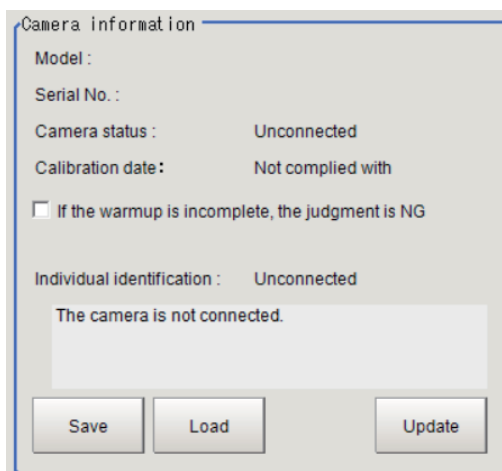 Camera information
Model :
Serial No. :
Camera status : Unconnected
Calibration date: Not complied with
If the warmup is incomplete, the judgment is NG
Individual identification : Unconnected
The camera is not connected.
Save Load Update